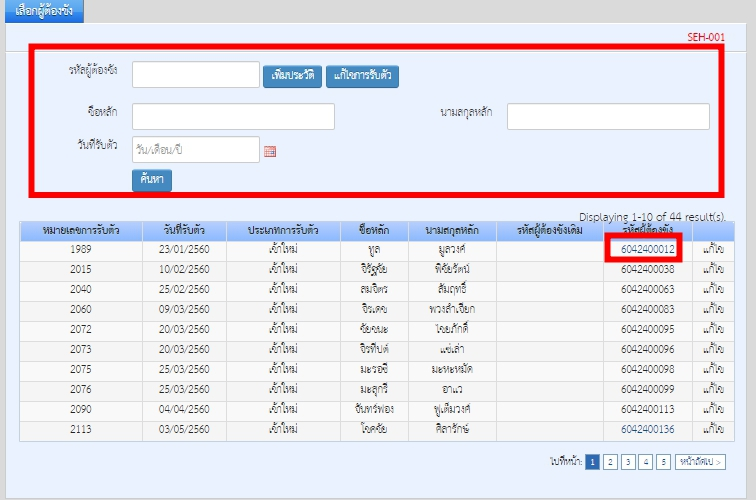 เลือกผู้ต้องขัง
SEH-001
รหัสผู้ต้องขัง เพิ่มประวัติ แก้ไขการรับตัว
ชื่อหลัก นามสกุลหลัก
วันที่รับตัว วัน/เดือน/ปี
ค้นหา
Displaying 1-10 of 44 result(s).
หมายเลขการรับตัว วันที่รับตัว ประเภทการรับตัว ชื่อหลัก นามสกุลหลัก รหัสผู้ต้องขังเดิม รหัสผู้ต้องขัง
1989 23/01/2560 เข้าใหม่ ทูล มูลวงศ์ 6042400012 แก้ไข
2015 10/02/2560 เข้าใหม่ จิรัฐชัย พิชัยรัตน์ 6042400038 แก้ไข
2040 25/02/2560 เข้าใหม่ สมจิตร สัมฤทธิ์ 6042400063 แก้ไข
2060 09/03/2560 เข้าใหม่ จิรเดช พวงลำเจียก 6042400083 แก้ไข
2072 20/03/2560 เข้าใหม่ ชัยชนะ ไชยภักดิ์ 6042400095 แก้ไข
2073 20/03/2560 เข้าใหม่ จิรทีปต์ แซ่เล่า 6042400096 แก้ไข
2075 25/03/2560 เข้าใหม่ มะรอซี มะหะหมัด 6042400098 แก้ไข
2076 25/03/2560 เข้าใหม่ มะสุกรี อาแว 6042400099 แก้ไข
2090 04/04/2560 เข้าใหม่ จันทร์ฟอง ฟูเต็มวงศ์ 6042400113 แก้ไข
2113 03/05/2560 เข้าใหม่ โชคชัย ศิลารักษ์ 6042400136 แก้ไข
ไปที่หน้า: 1 2 3 4 5 หน้าถัดไป >